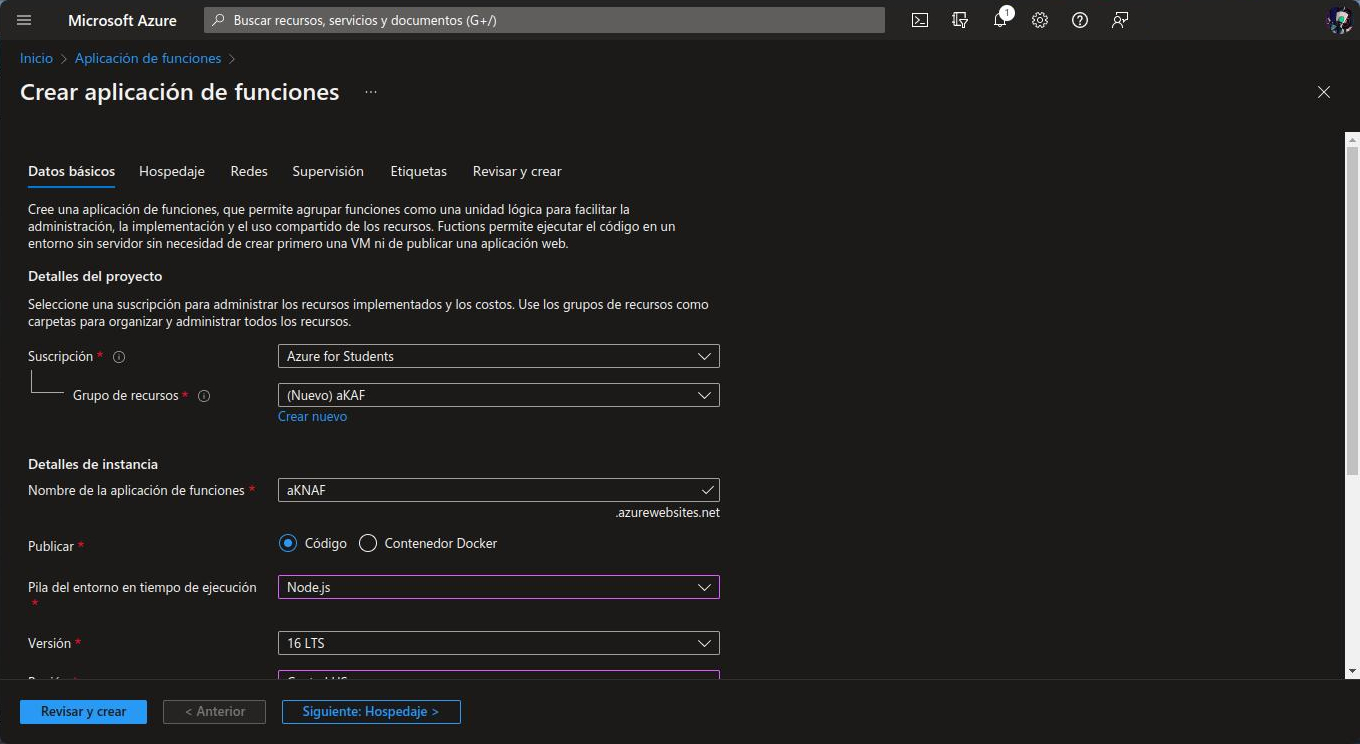 Microsoft Azure
Buscar recursos, servicios y documentos (G+/)
1
Inicio > Aplicación de funciones >
Crear aplicación de funciones ...
Datos básicos Hospedaje Redes Supervisión Etiquetas Revisar y crear
Cree una aplicación de funciones, que permite agrupar funciones como una unidad lógica para facilitar la
administración, la implementación y el uso compartido de los recursos. Fuctions permite ejecutar el código en un
entorno sin servidor sin necesidad de crear primero una VM ni de publicar una aplicación web.
Detalles del proyecto
Seleccione una suscripción para administrar los recursos implementados y los costos. Use los grupos de recursos como
carpetas para organizar y administrar todos los recursos.
Suscripción * Azure for Students
Grupo de recursos * (Nuevo) aKAF
Crear nuevo
Detalles de instancia
Nombre de la aplicación de funciones * aKNAF
.azurewebsites.net
Publicar * Código Contenedor Docker
Pila del entorno en tiempo de ejecución * Node.js
Versión * 16 LTS
Revisar y crear < Anterior Siguiente: Hospedaje >